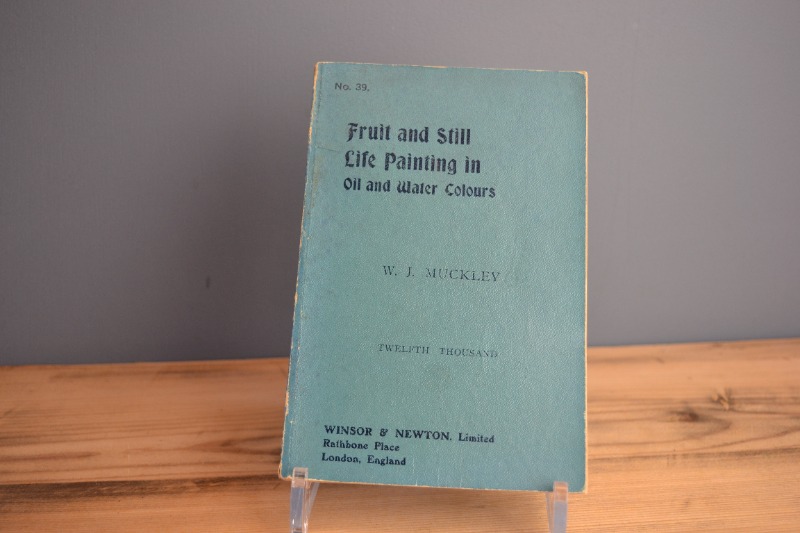 No. 39.
Fruit and Still
Life Painting in
Oil and Water Colours
W. J. MUCKLEY
TWELFTH THOUSAND
WINSOR & NEWTON, Limited
Rathbone Place
London, England